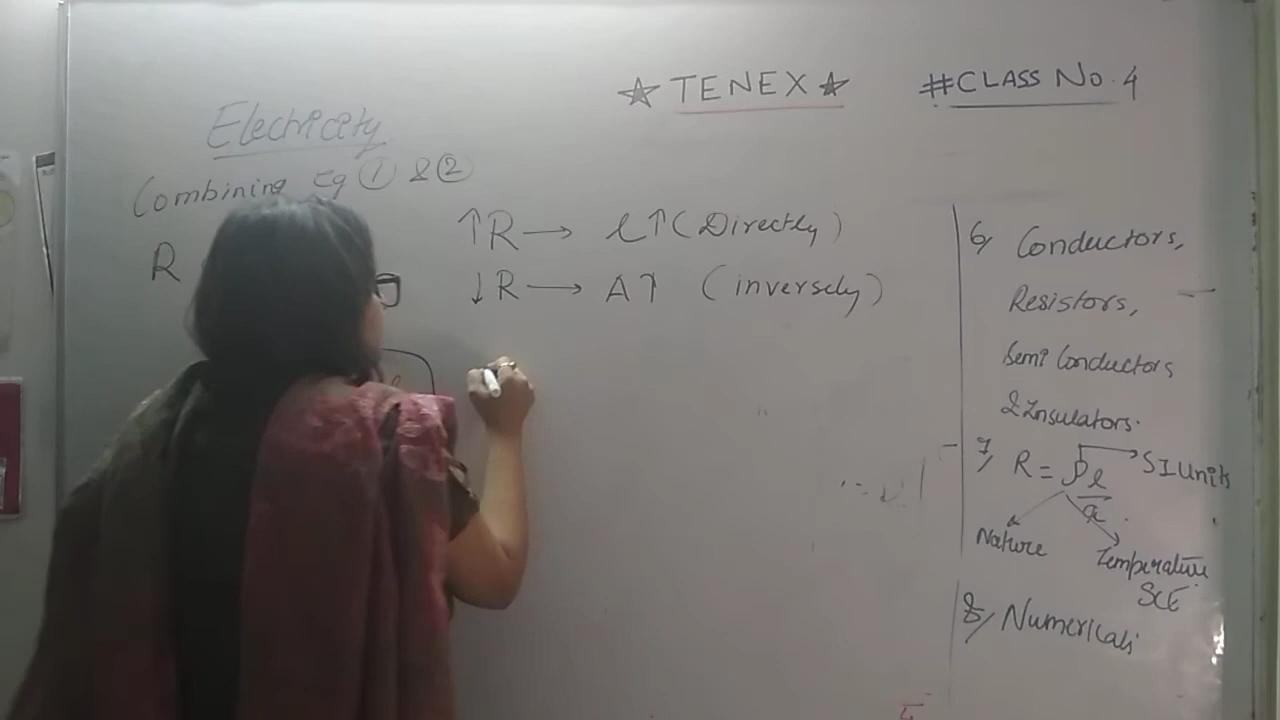 ☆ TENEX ☆
#CLASS No. 4
Electricity
Combining Eq ① & ②
R
↑R → l↑ (Directly)
↓R → A↑ (inversely)
6, Conductors,
Resistors,
Semi Conductors
& Insulators.
7, R = ρl/a → SI Units
Nature
Temperature
8, Numericals